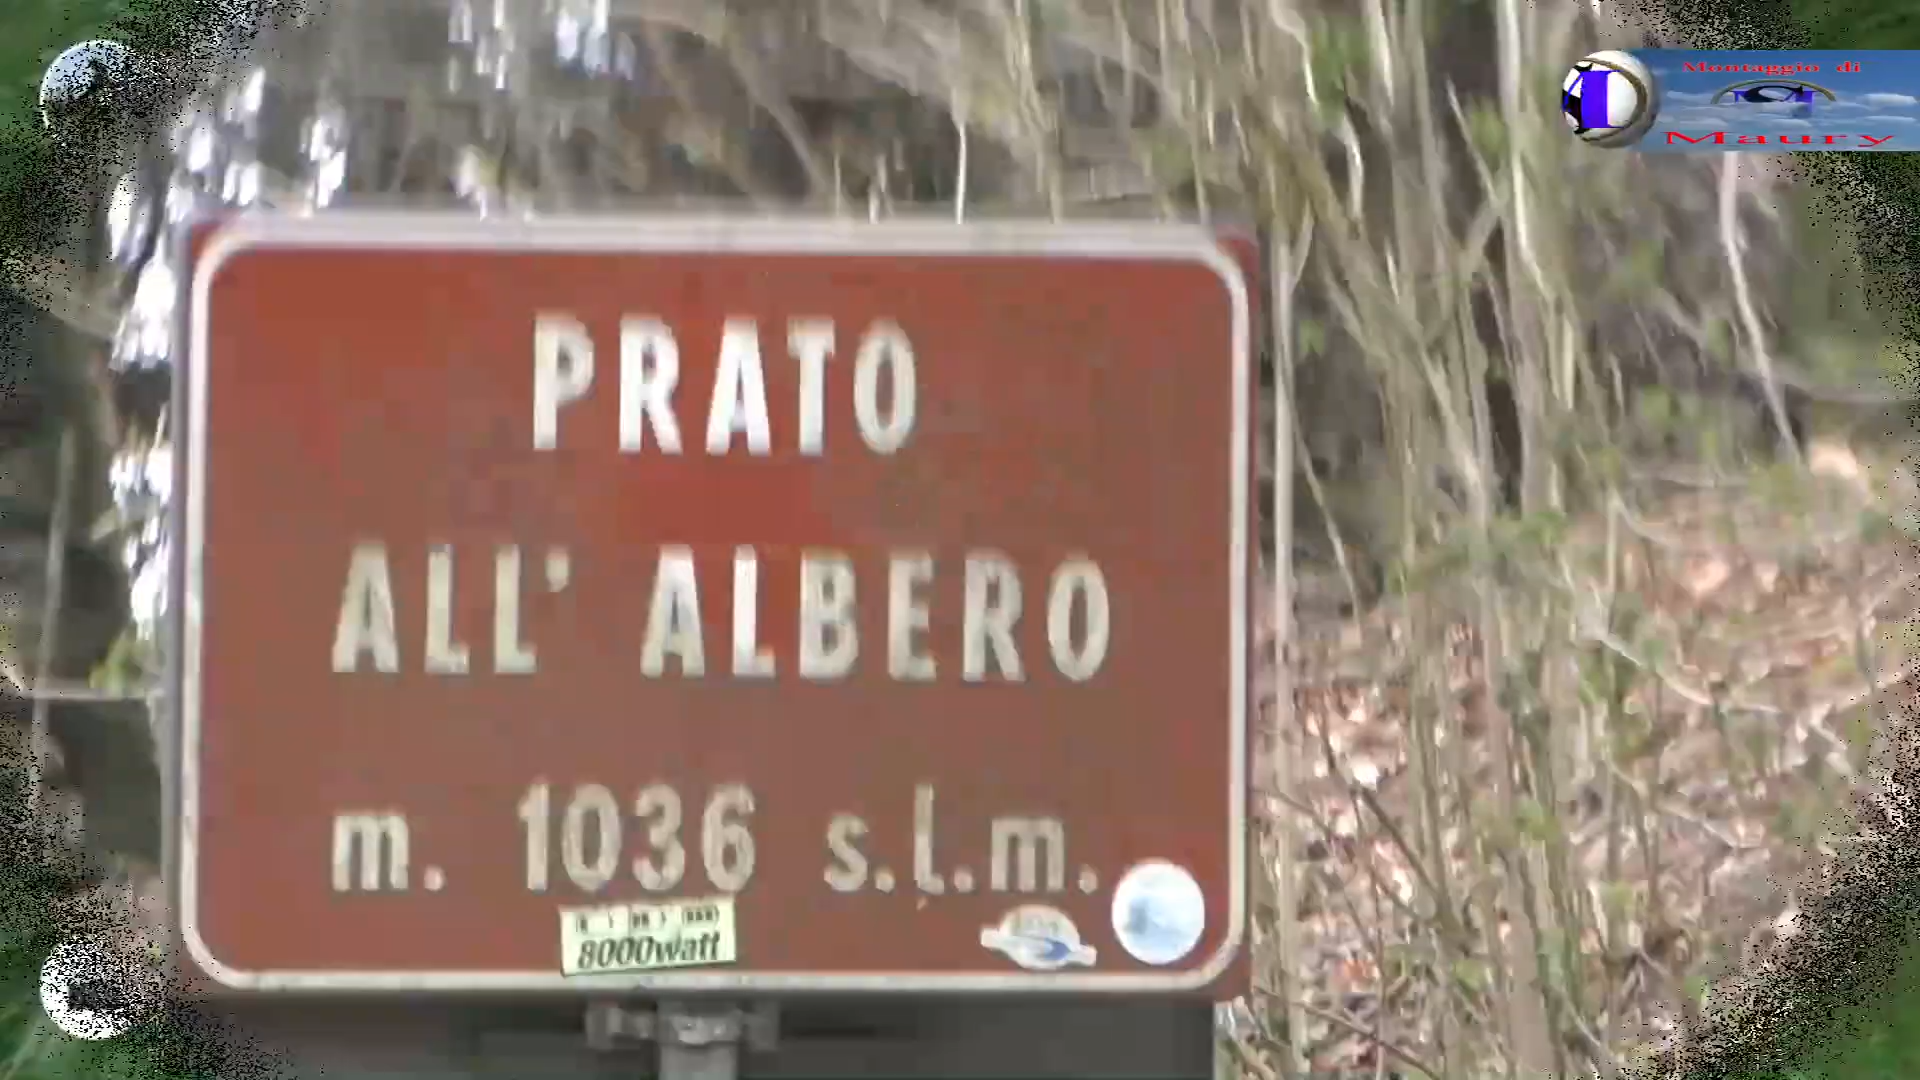 Montaggio di
Maury
PRATO
ALL' ALBERO
m. 1036 s.l.m.
8000watt